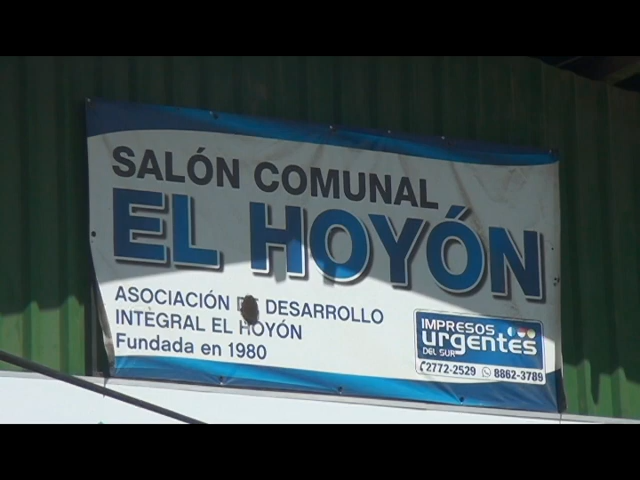 SALÓN COMUNAL
EL HOYÓN
ASOCIACIÓN DE DESARROLLO
INTEGRAL EL HOYÓN
Fundada en 1980
IMPRESOS
urgentes
DEL SUR
2772-2529 8862-3789